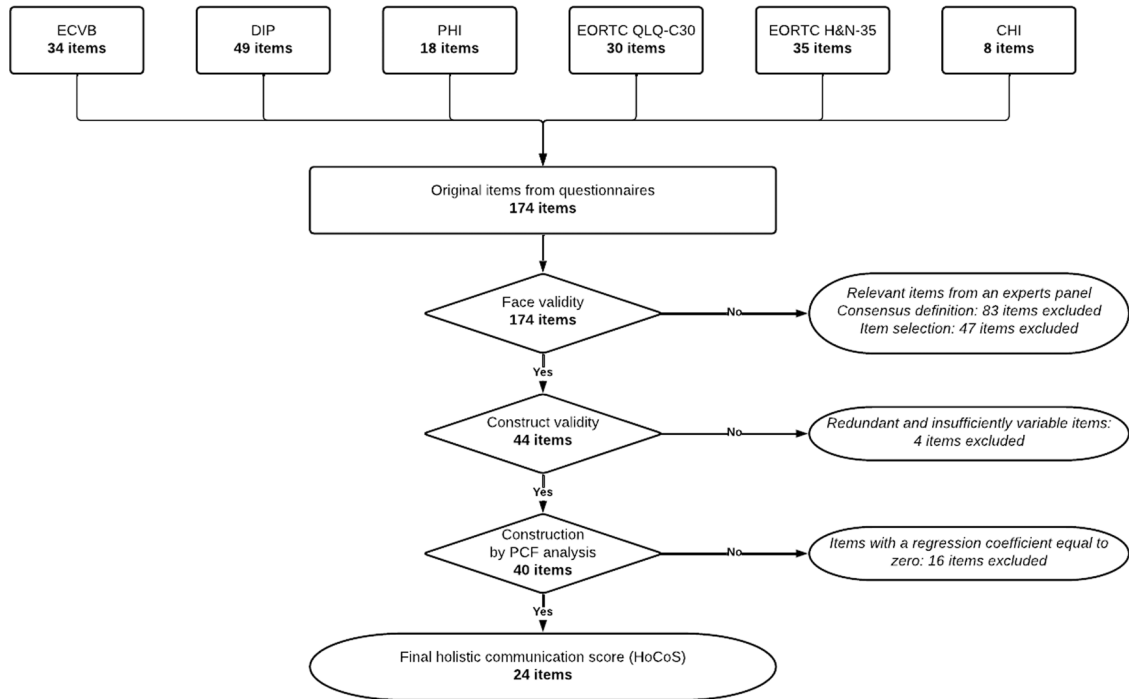 ECVB
34 items
DIP
49 items
PHI
18 items
EORTC QLQ-C30
30 items
EORTC H&N-35
35 items
CHI
8 items
Original items from questionnaires
174 items
Face validity
174 items
No
Relevant items from an experts panel
Consensus definition: 83 items excluded
Item selection: 47 items excluded
Yes
Construct validity
44 items
No
Redundant and insufficiently variable items:
4 items excluded
Yes
Construction
by PCF analysis
40 items
No
Items with a regression coefficient equal to
zero: 16 items excluded
Yes
Final holistic communication score (HoCoS)
24 items